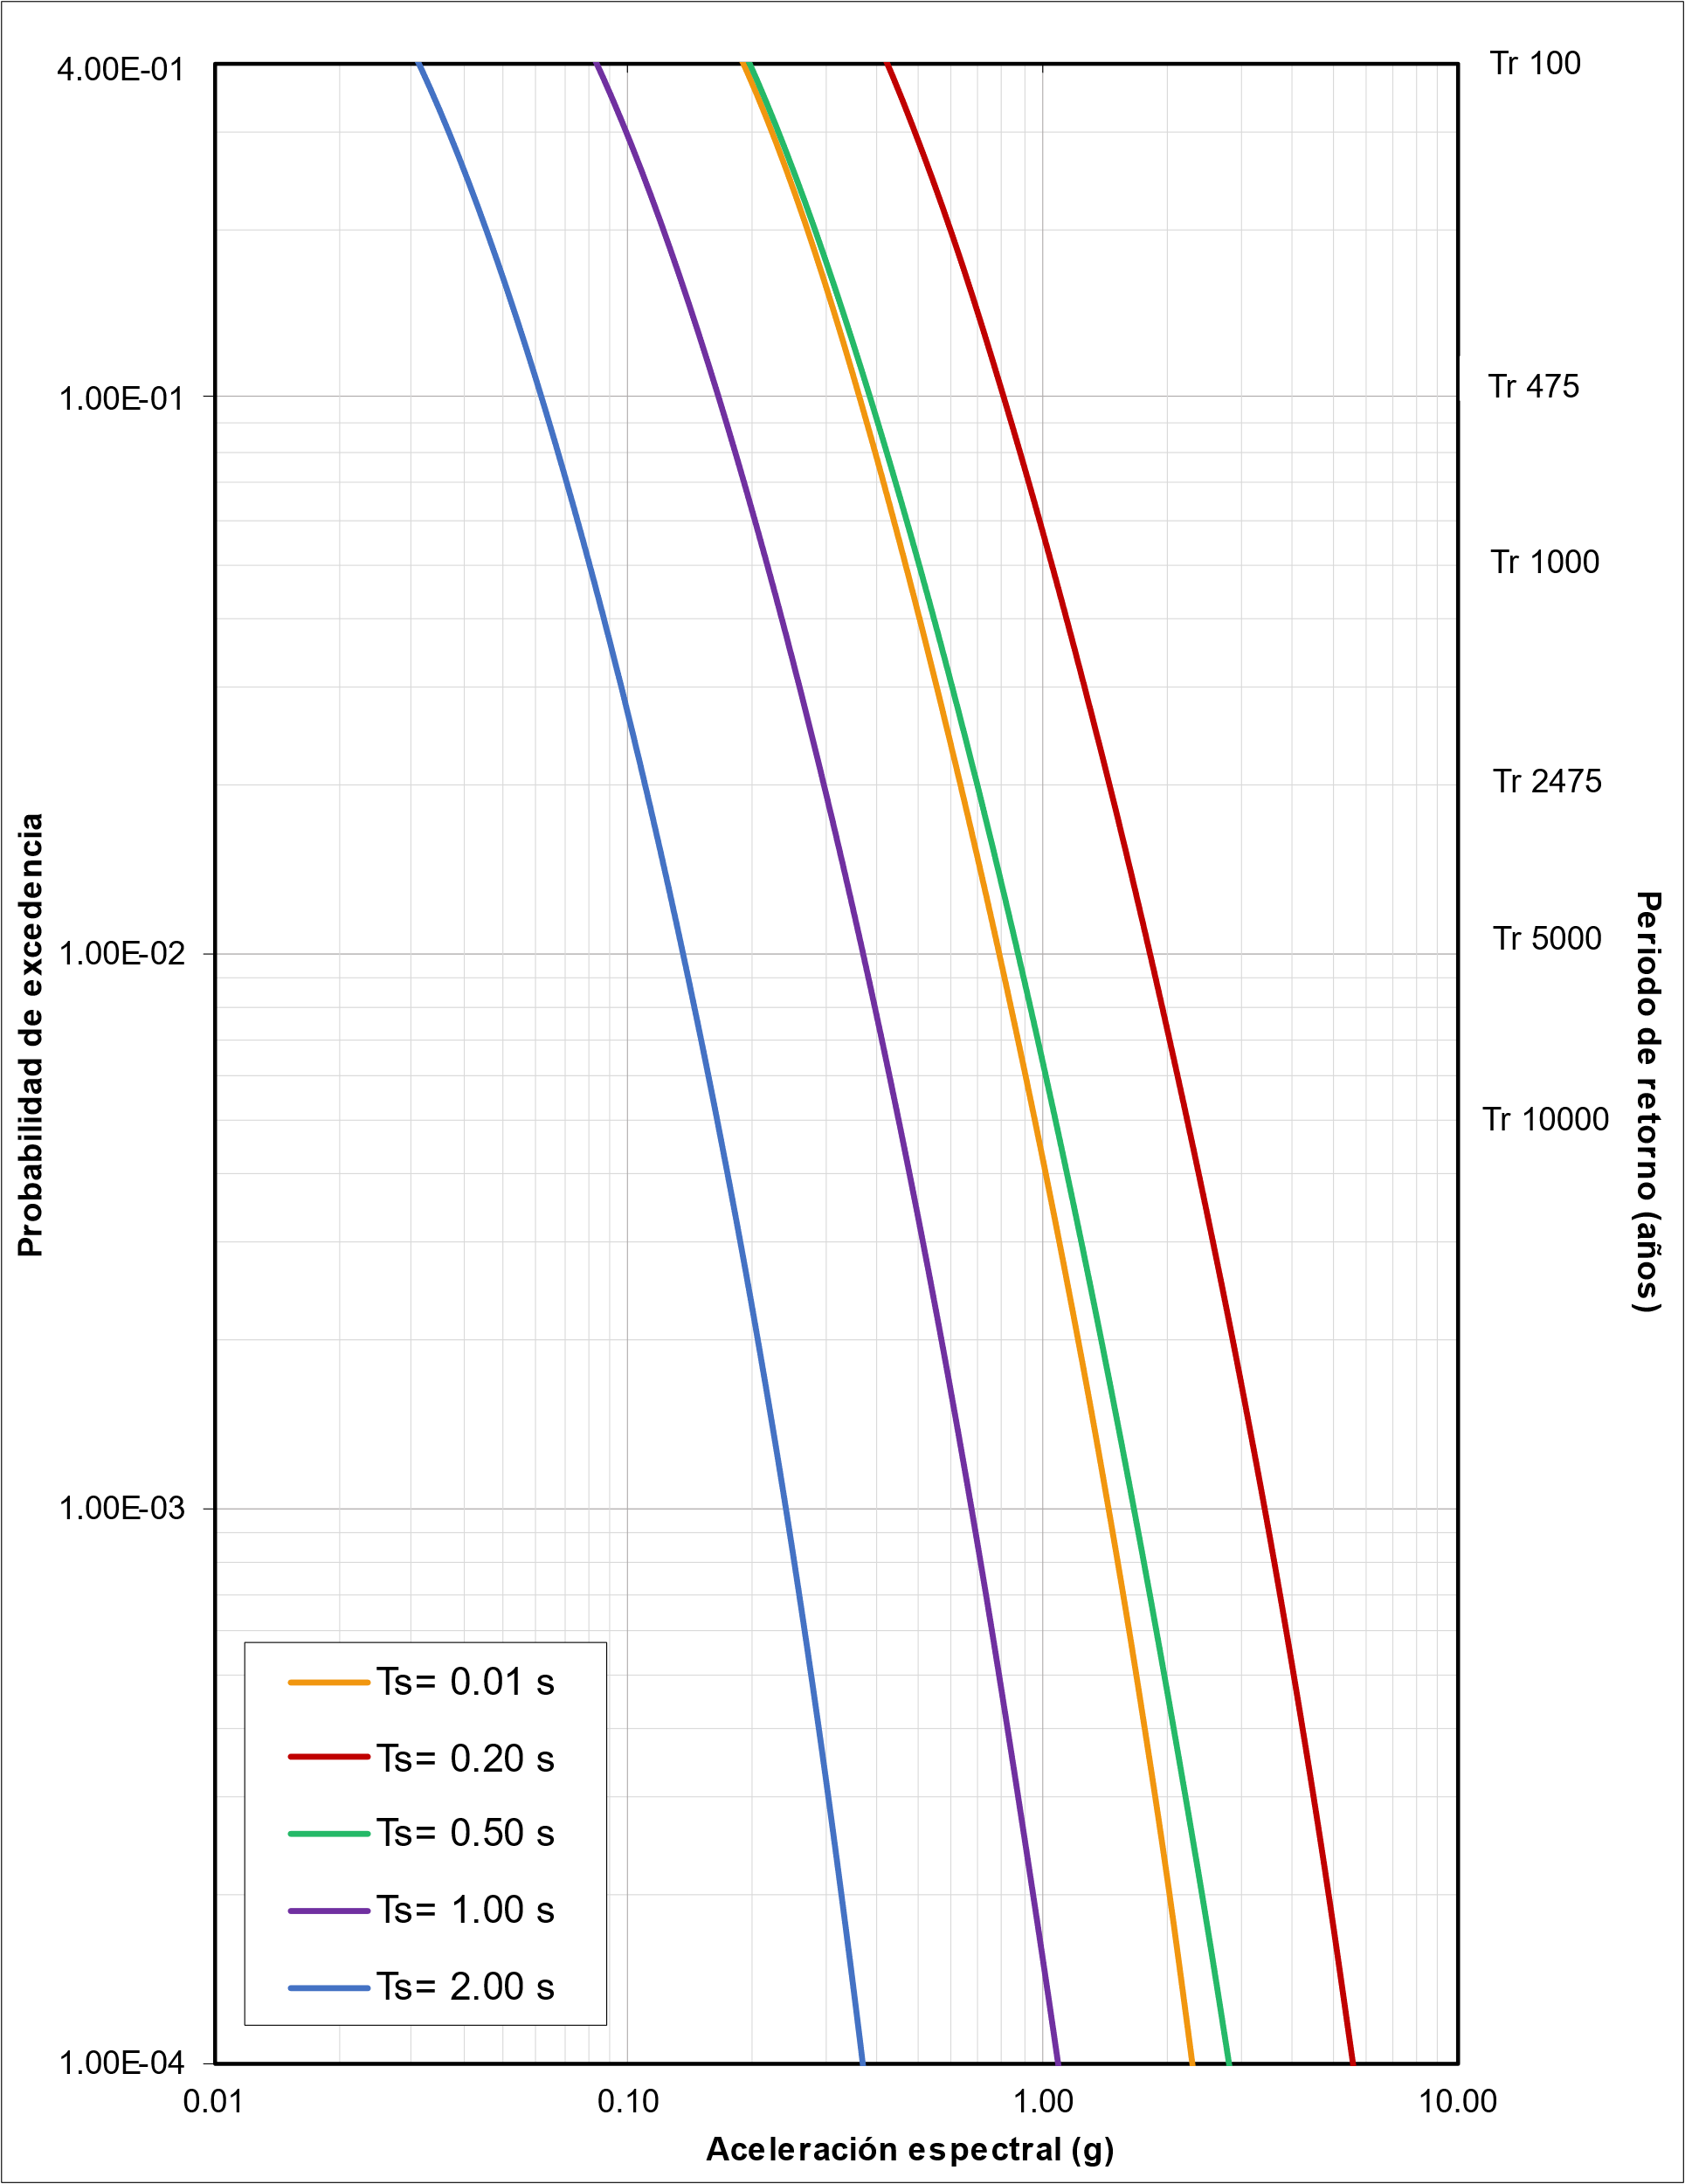 4.00E-01
1.00E-01
1.00E-02
1.00E-03
1.00E-04
Probabilidad de excedencia
Tr 100
Tr 475
Tr 1000
Tr 2475
Tr 5000
Tr 10000
Periodo de retorno (años)
Ts= 0.01 s
Ts= 0.20 s
Ts= 0.50 s
Ts= 1.00 s
Ts= 2.00 s
0.01
0.10
1.00
10.00
Aceleración espectral (g)